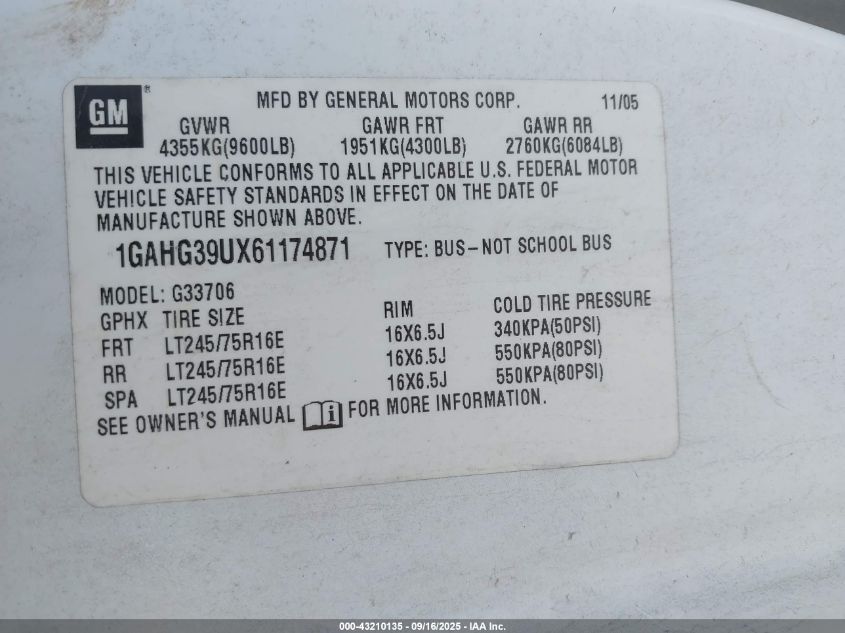 GM ®
MFD BY GENERAL MOTORS CORP. 11/05
GVWR GAWR FRT GAWR RR
4355KG(9600LB) 1951KG(4300LB) 2760KG(6084LB)
THIS VEHICLE CONFORMS TO ALL APPLICABLE U.S. FEDERAL MOTOR
VEHICLE SAFETY STANDARDS IN EFFECT ON THE DATE OF
MANUFACTURE SHOWN ABOVE.
1GAHG39UX61174871 TYPE: BUS-NOT SCHOOL BUS
MODEL: G33706
GPHX TIRE SIZE RIM COLD TIRE PRESSURE
FRT LT245/75R16E 16X6.5J 340KPA(50PSI)
RR LT245/75R16E 16X6.5J 550KPA(80PSI)
SPA LT245/75R16E 16X6.5J 550KPA(80PSI)
SEE OWNER'S MANUAL i FOR MORE INFORMATION.
000-43210135 - 09/16/2025 - IAA Inc.